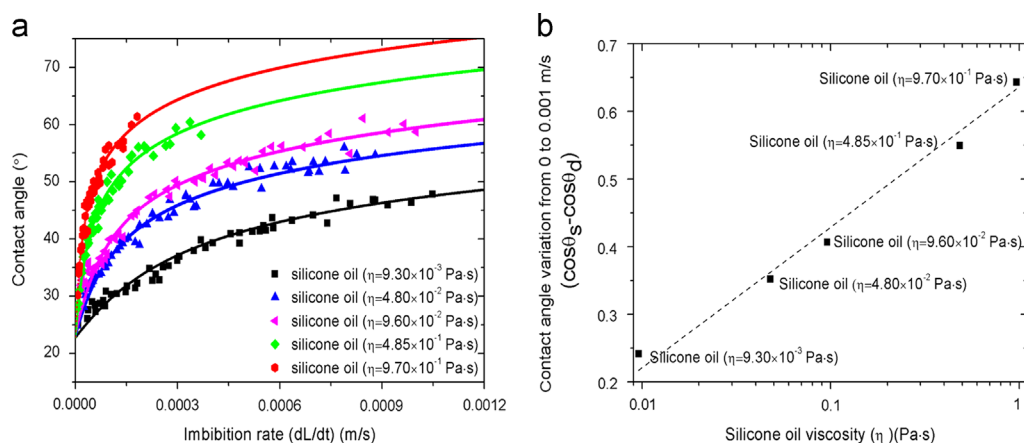 a
Contact angle (°)
70
60
50
40
30
20
silicone oil (η=9.30×10⁻³ Pa·s)
silicone oil (η=4.80×10⁻² Pa·s)
silicone oil (η=9.60×10⁻² Pa·s)
silicone oil (η=4.85×10⁻¹ Pa·s)
silicone oil (η=9.70×10⁻¹ Pa·s)
0.0000
0.0003
0.0006
0.0009
0.0012
Imbibition rate (dL/dt) (m/s)
b
Contact angle variation from 0 to 0.001 m/s
(cosθs-cosθd)
0.7
0.6
0.5
0.4
0.3
0.2
Silicone oil (η=9.70×10⁻¹ Pa·s)
Silicone oil (η=4.85×10⁻¹ Pa·s)
Silicone oil (η=9.60×10⁻² Pa·s)
Silicone oil (η=4.80×10⁻² Pa·s)
Silicone oil (η=9.30×10⁻³ Pa·s)
0.01
0.1
1
Silicone oil viscosity (η )(Pa·s)